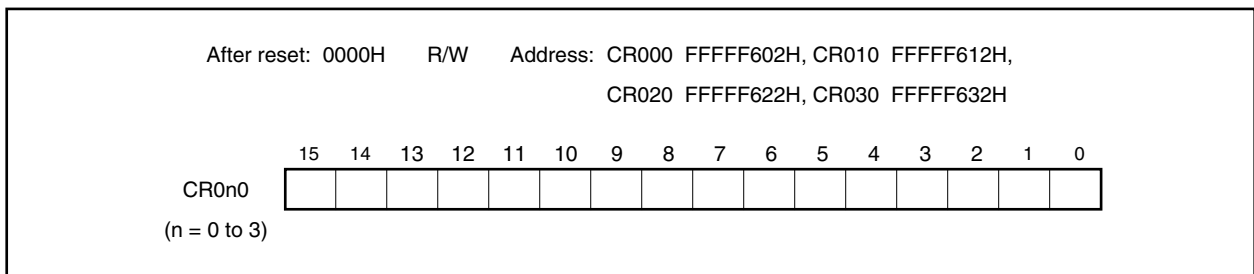 After reset: 0000H R/W Address: CR000 FFFFF602H, CR010 FFFFF612H,
CR020 FFFFF622H, CR030 FFFFF632H
15 14 13 12 11 10 9 8 7 6 5 4 3 2 1 0
CR0n0
(n = 0 to 3)